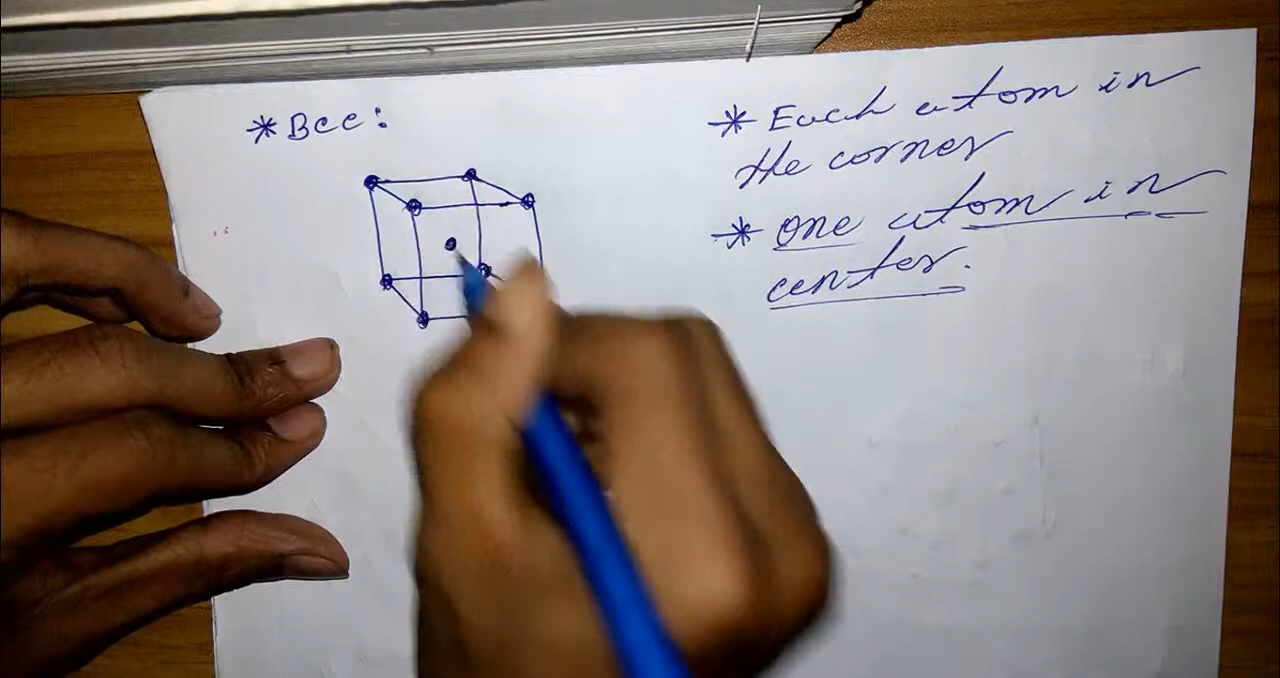 * Bcc:
* Each atom in
the corner
* one atom in
center.